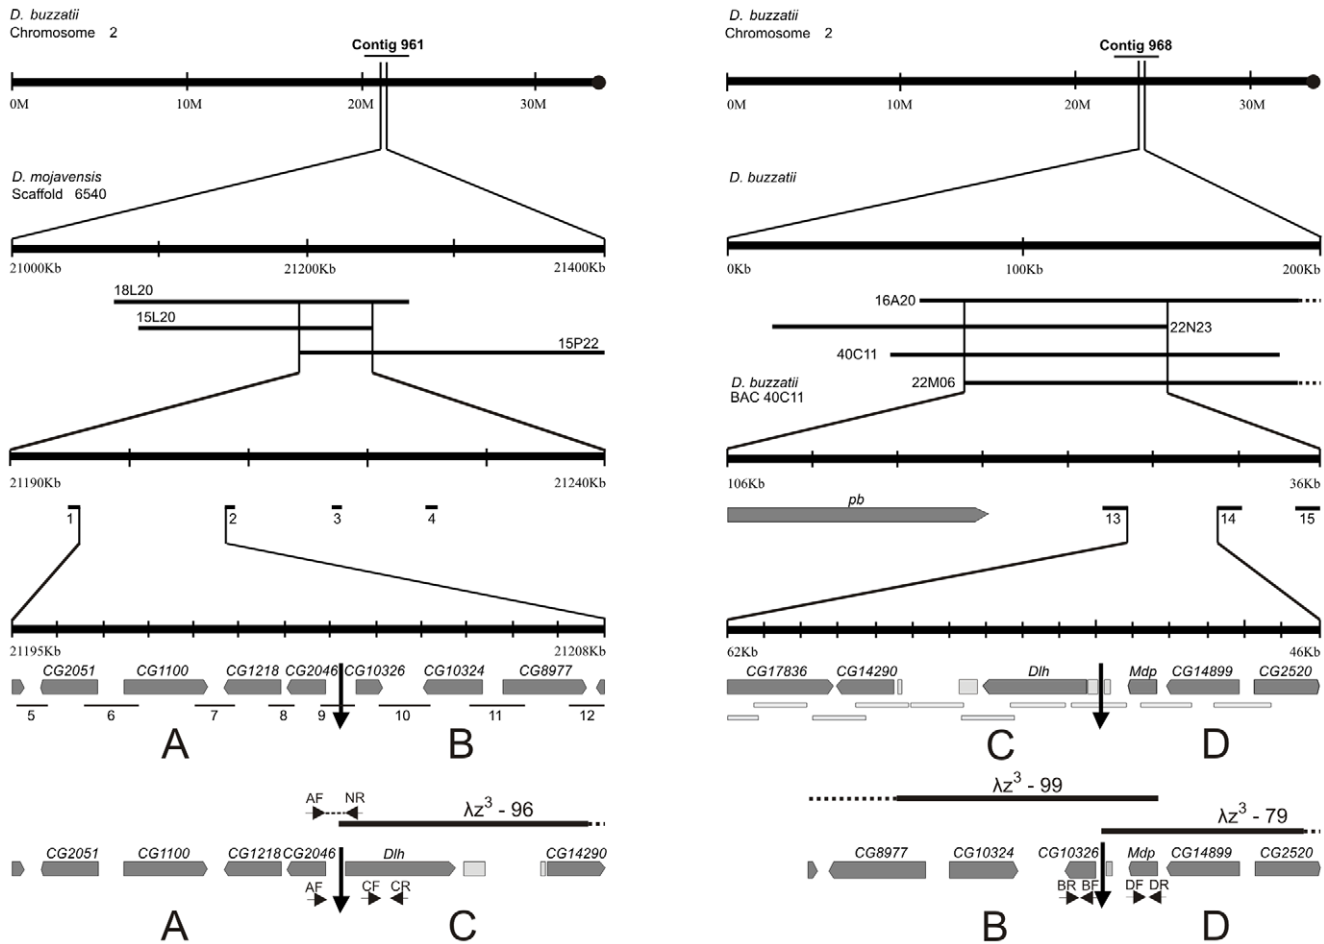 D. buzzatii
Chromosome 2
Contig 961
0M 10M 20M 30M
D. mojavensis
Scaffold 6540
21000Kb 21200Kb 21400Kb
18L20
15L20
15P22
21190Kb 21240Kb
1 2 3 4
21195Kb 21208Kb
CG2051 CG1100 CG1218 CG2046 CG10326 CG10324 CG8977
5 6 7 8 9 10 11 12
A B
AF NR
λz3 - 96
CG2051 CG1100 CG1218 CG2046 Dlh CG14290
AF CF CR
A C
D. buzzatii
Chromosome 2
Contig 968
0M 10M 20M 30M
D. buzzatii
0Kb 100Kb 200Kb
16A20
22N23
40C11
22M06
D. buzzatii
BAC 40C11
106Kb 36Kb
pb
13 14 15
62Kb 46Kb
CG17836 CG14290 Dlh Mdp CG14899 CG2520
C D
λz3 - 99
λz3 - 79
CG8977 CG10324 CG10326 Mdp CG14899 CG2520
BR BF DF DR
B D